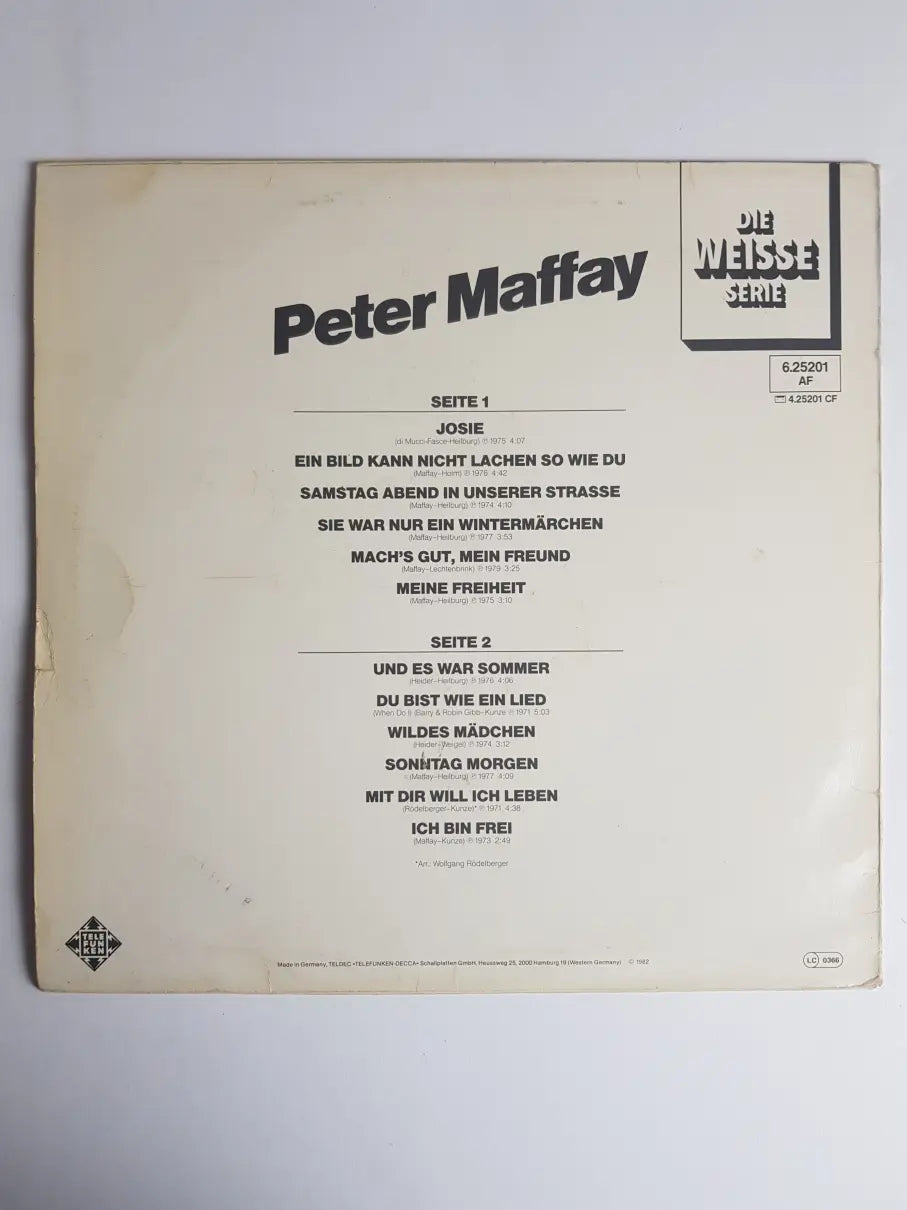 DIE
WEISSE
SERIE
Peter Maffay
6.25201
AF
4.25201 CF
SEITE 1
JOSIE
(di Mucci-Fasce-Heilburg) ℗ 1975 4:07
EIN BILD KANN NICHT LACHEN SO WIE DU
(Maffay-Holm) ℗ 1976 4:42
SAMSTAG ABEND IN UNSERER STRASSE
(Maffay-Heilburg) ℗ 1974 4:10
SIE WAR NUR EIN WINTERMÄRCHEN
(Maffay-Heilburg) ℗ 1977 3:53
MACH'S GUT, MEIN FREUND
(Maffay-Lechtenbrink) ℗ 1979 3:25
MEINE FREIHEIT
(Maffay-Heilburg) ℗ 1975 3:10
SEITE 2
UND ES WAR SOMMER
(Heider-Heilburg) ℗ 1976 4:06
DU BIST WIE EIN LIED
(When Do I) (Barry & Robin Gibb-Kunze ℗ 1971 5:03
WILDES MÄDCHEN
(Heider-Weigel) ℗ 1974 3:12
SONNTAG MORGEN
(Maffay-Heilburg) ℗ 1977 4:09
MIT DIR WILL ICH LEBEN
(Rödelberger-Kunze)* ℗ 1971 4:38
ICH BIN FREI
(Maffay-Kunze) ℗ 1973 2:49
*Arr.: Wolfgang Rödelberger
TELE
FUN
KEN
Made in Germany, TELDEC »TELEFUNKEN-DECCA« Schallplatten GmbH, Heussweg 25, 2000 Hamburg 19 (Western Germany) © 1982
LC 0366